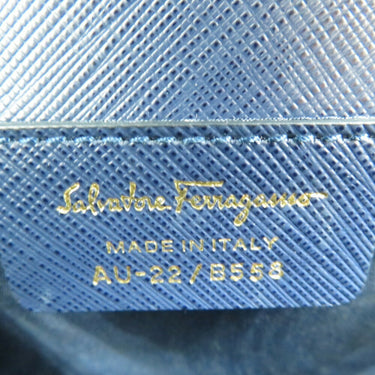 Salvatore Ferragamo
MADE IN ITALY
AU-22/B558